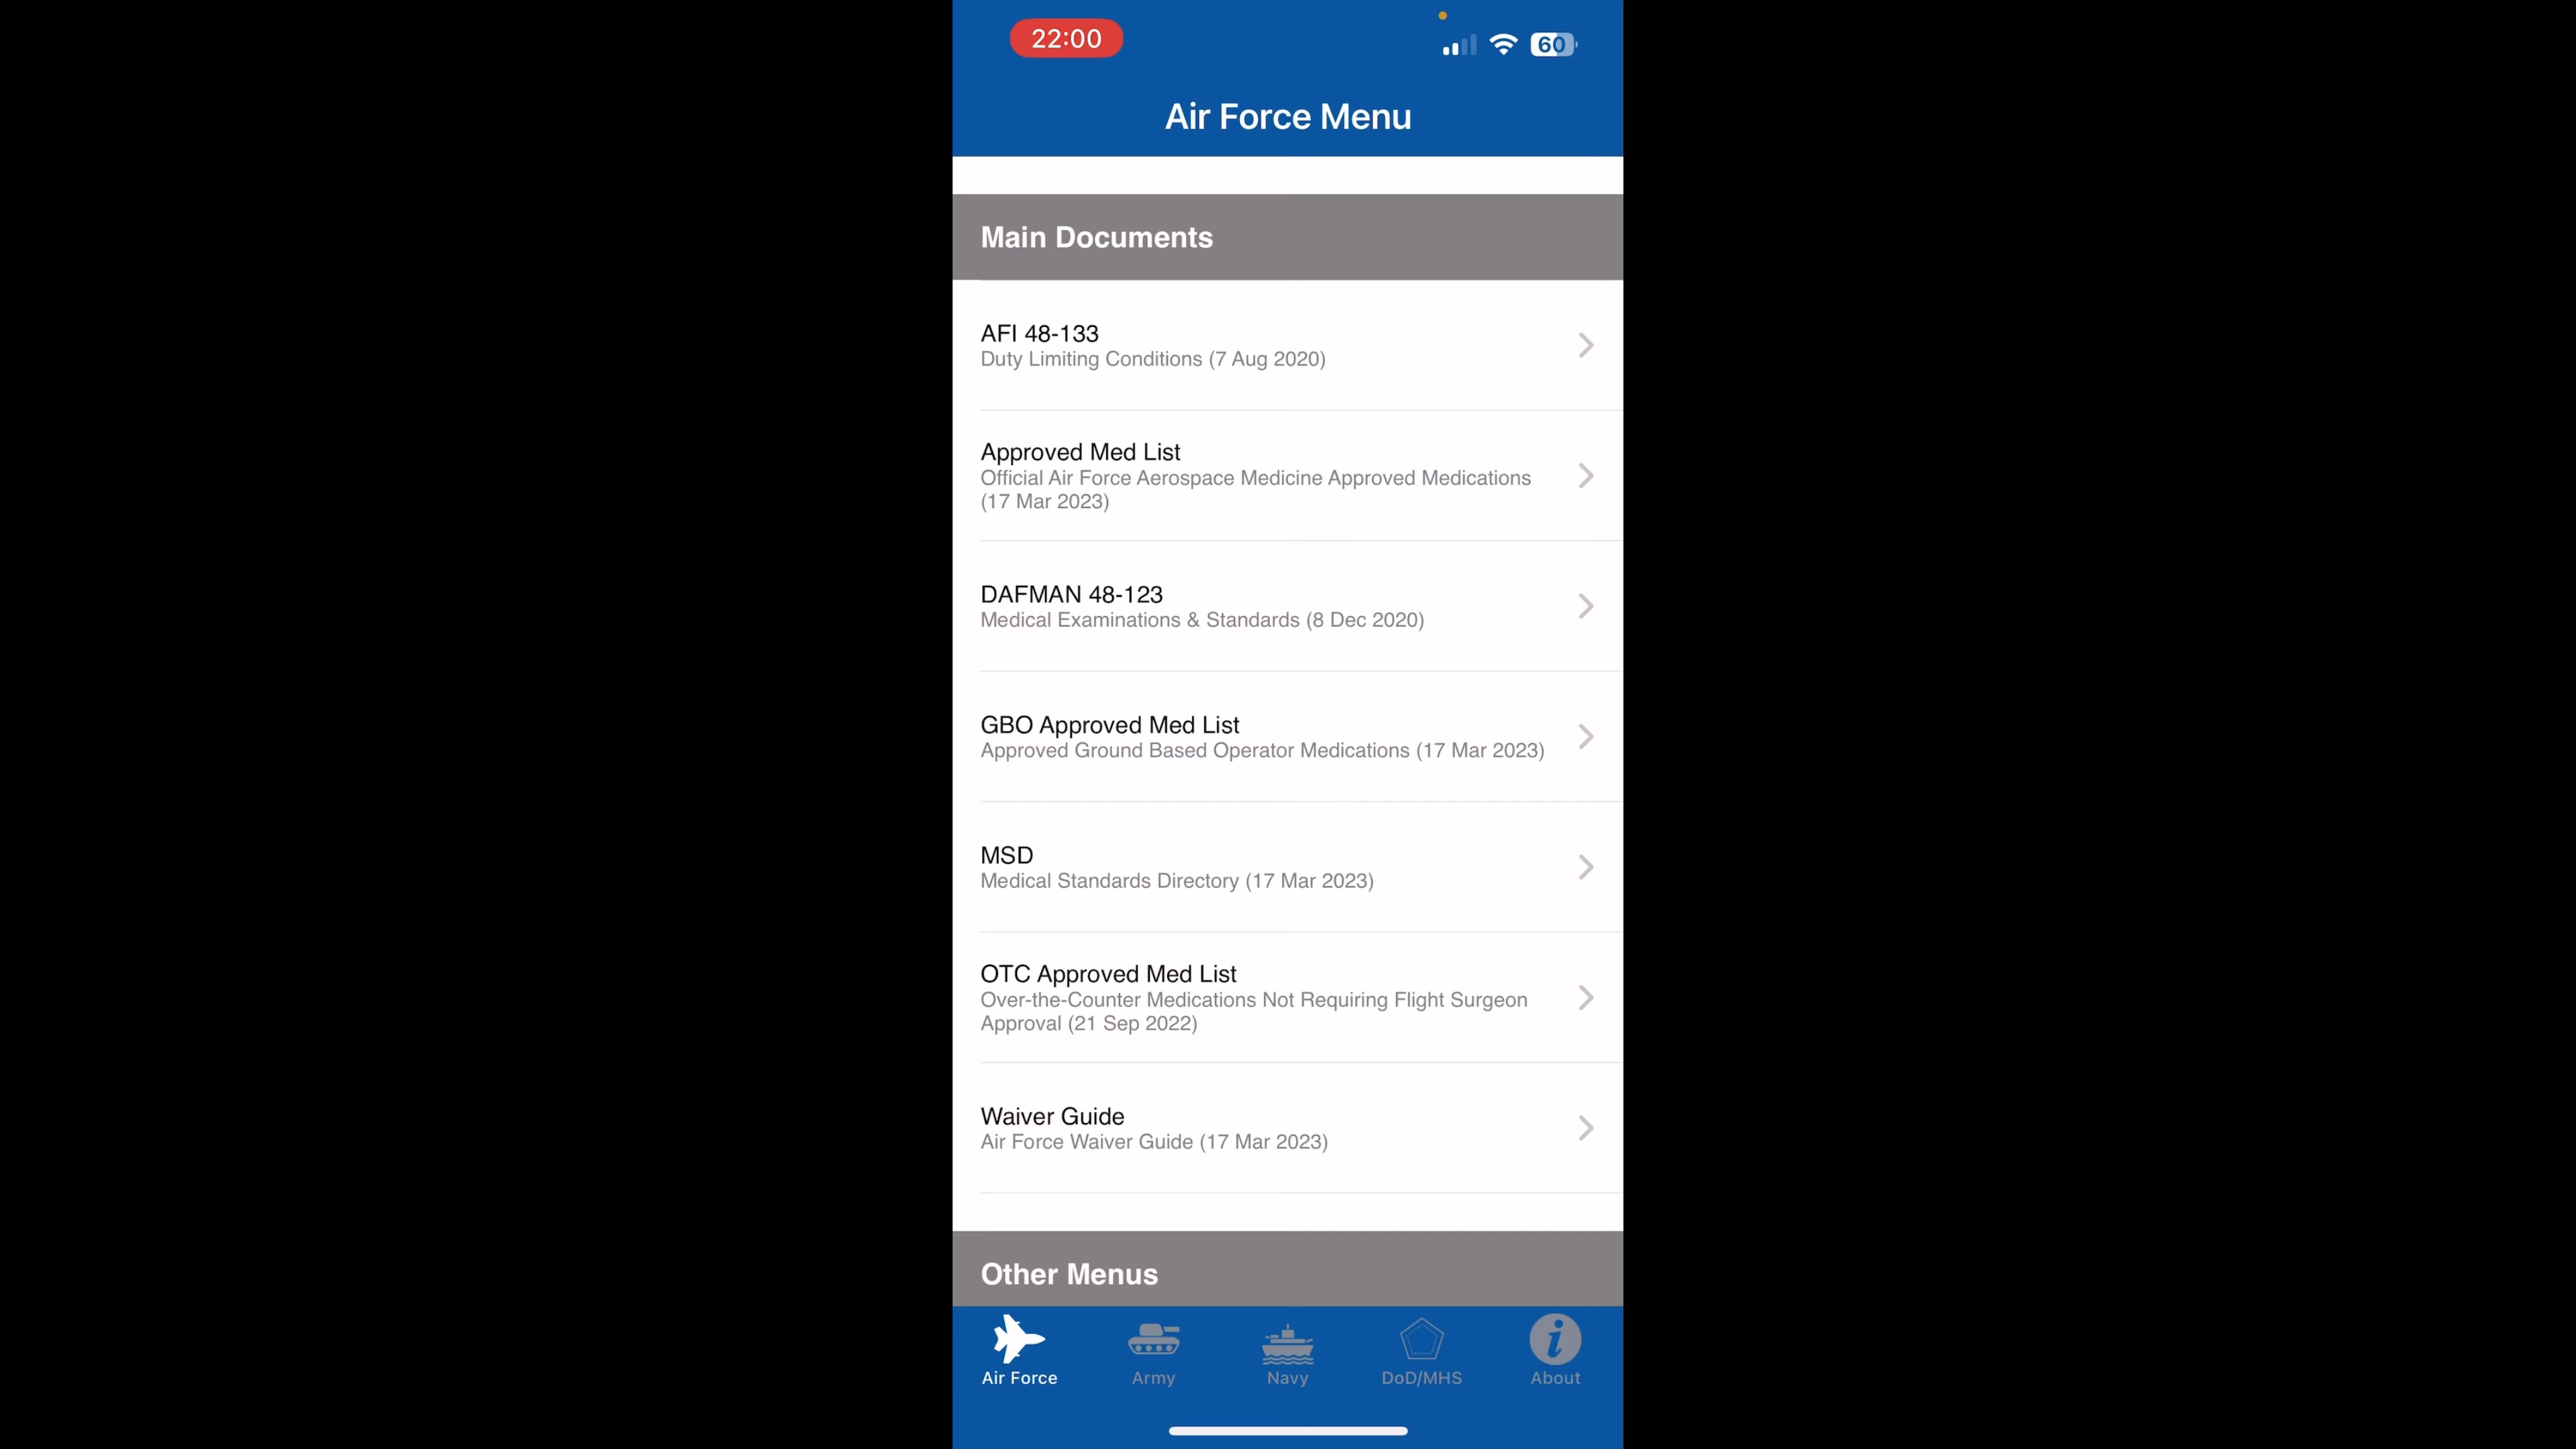 22:00
60
Air Force Menu
Main Documents
AFI 48-133
Duty Limiting Conditions (7 Aug 2020)
Approved Med List
Official Air Force Aerospace Medicine Approved Medications
(17 Mar 2023)
DAFMAN 48-123
Medical Examinations & Standards (8 Dec 2020)
GBO Approved Med List
Approved Ground Based Operator Medications (17 Mar 2023)
MSD
Medical Standards Directory (17 Mar 2023)
OTC Approved Med List
Over-the-Counter Medications Not Requiring Flight Surgeon
Approval (21 Sep 2022)
Waiver Guide
Air Force Waiver Guide (17 Mar 2023)
Other Menus
Air Force
Army
Navy
DoD/MHS
About